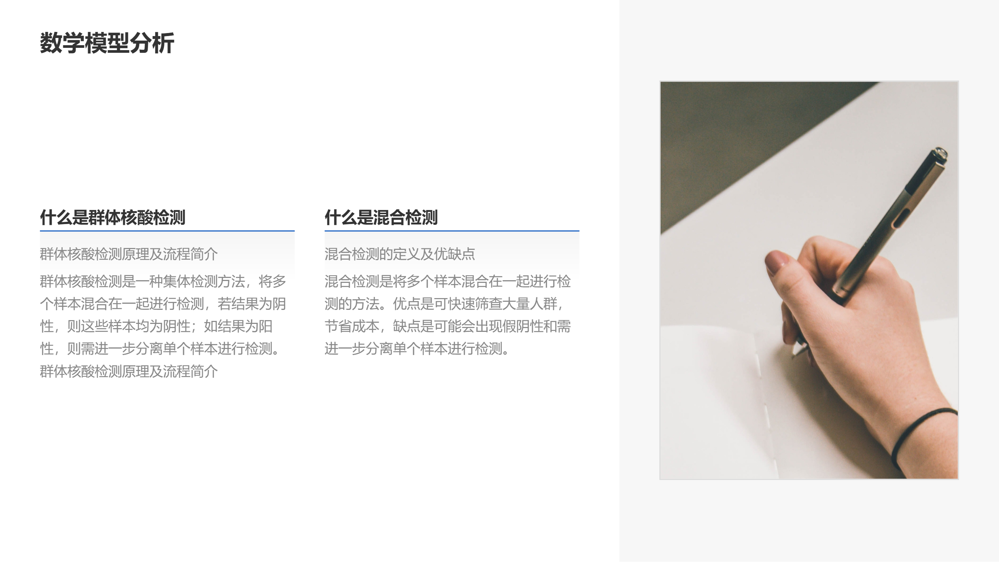 数学模型分析
什么是群体核酸检测
群体核酸检测原理及流程简介
群体核酸检测是一种集体检测方法，将多
个样本混合在一起进行检测，若结果为阴
性，则这些样本均为阴性；如结果为阳
性，则需进一步分离单个样本进行检测。
群体核酸检测原理及流程简介
什么是混合检测
混合检测的定义及优缺点
混合检测是将多个样本混合在一起进行检
测的方法。优点是可快速筛查大量人群，
节省成本，缺点是可能会出现假阴性和需
进一步分离单个样本进行检测。